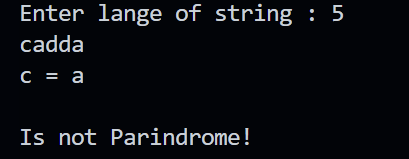 Enter lange of string : 5
cadda
c = a
Is not Parindrome!